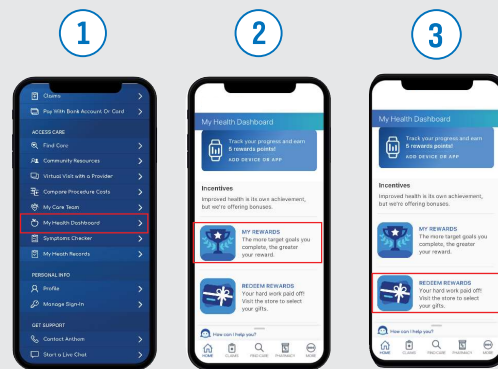 1
2
3
Claims
Pay With Bank Account Or Card
ACCESS CARE
Find Care
Community Resources
Virtual Visit with a Provider
Compare Procedure Costs
My Care Team
My Health Dashboard
Symptoms Checker
My Heath Records
PERSONAL INFO
Profile
Manage Sign-In
GET SUPPORT
Contact Anthem
Start a Live Chat
My Health Dashboard
Track your progress and earn
5 rewards points!
ADD DEVICE OR APP
Incentives
Improved health is its own achievement,
but we're offering bonuses.
MY REWARDS
The more target goals you
complete, the greater
your reward.
REDEEM REWARDS
Your hard work paid off!
Visit the store to select
your gifts.
How can I help you?
HOME
CLAIMS
FIND CARE
PHARMACY
MORE
My Health Dashboard
Track your progress and earn
5 rewards points!
ADD DEVICE OR APP
Incentives
Improved health is its own achievement,
but we're offering bonuses.
MY REWARDS
The more target goals you
complete, the greater
your reward.
REDEEM REWARDS
Your hard work paid off!
Visit the store to select
your gifts.
How can I help you?
HOME
CLAIMS
FIND CARE
PHARMACY
MORE